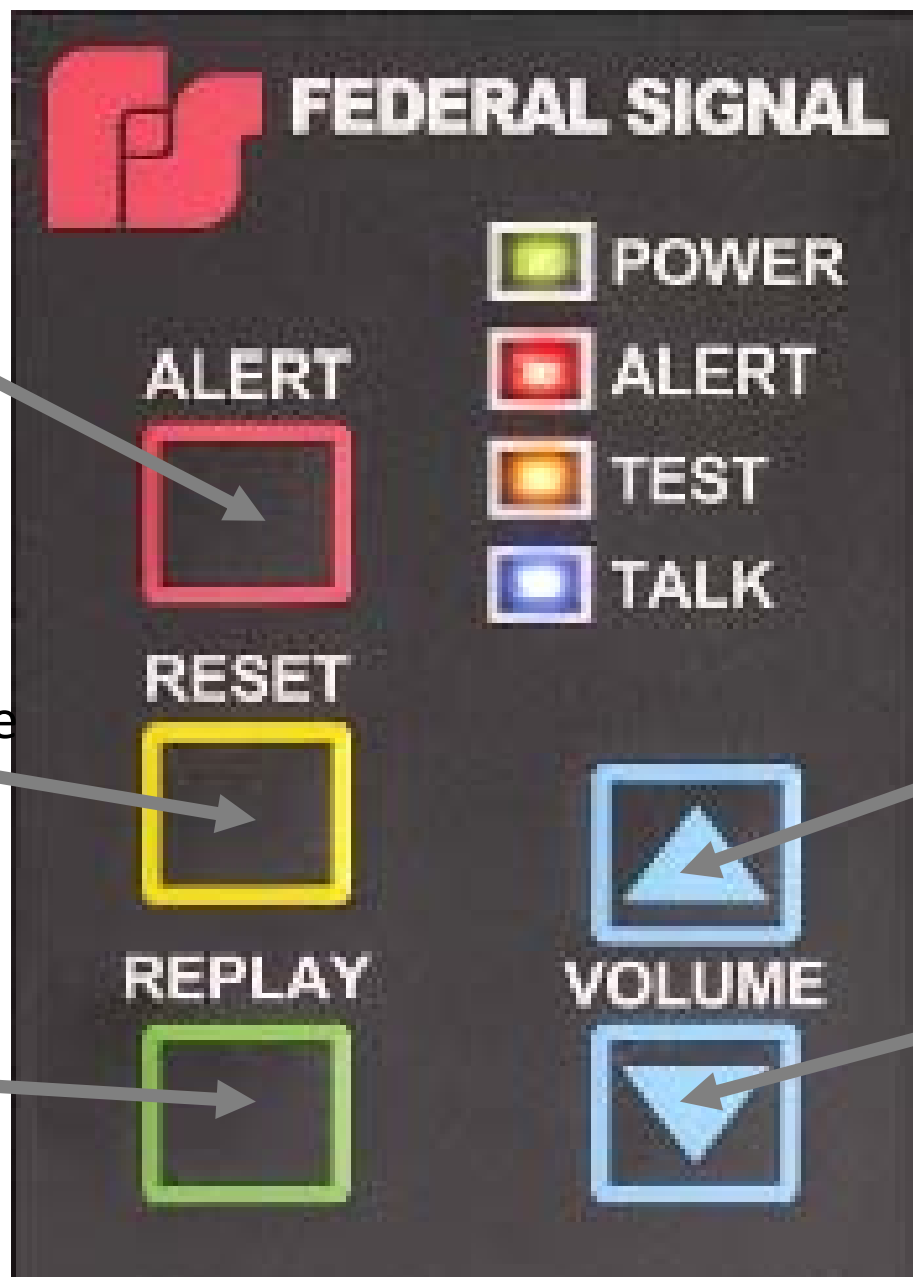 FEDERAL SIGNAL
POWER
ALERT
ALERT
TEST
TALK
RESET
e
REPLAY
VOLUME